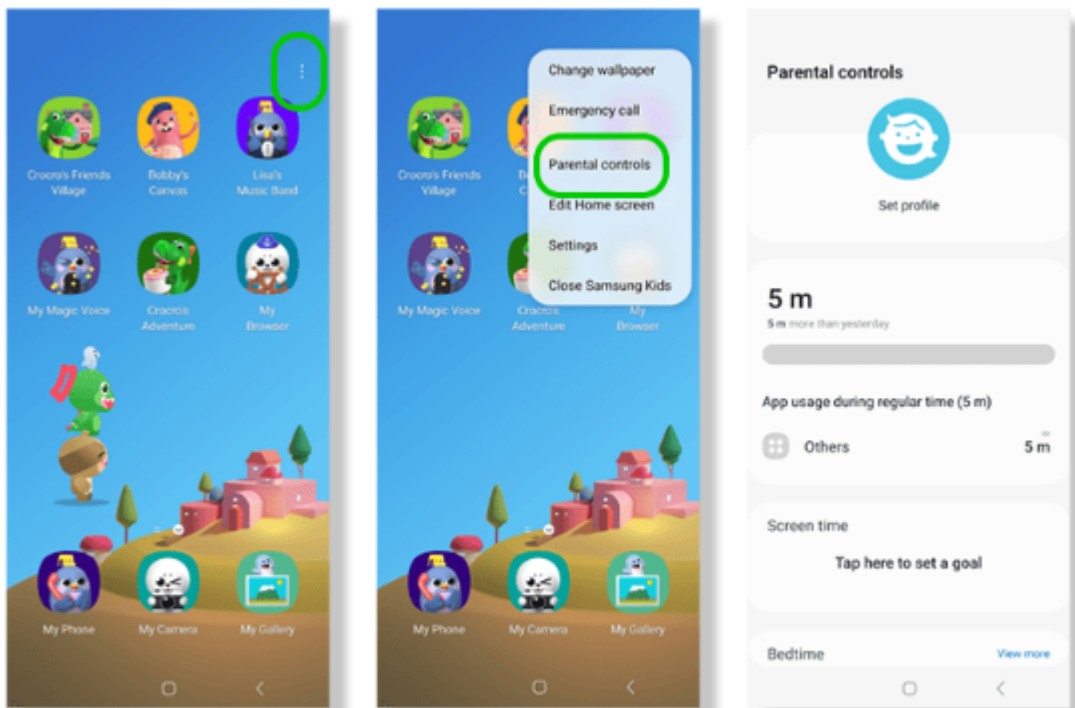 Crocro's Friends
Village
Bobby's
Canvas
Lisa's
Music Band
My Magic Voice
Crocro's
Adventure
My
Browser
My Phone
My Camera
My Gallery
Change wallpaper
Emergency call
Parental controls
Edit Home screen
Settings
Close Samsung Kids
Crocro's Friends
Village
My Magic Voice
Crocro's
Adventure
My
Browser
My Phone
My Camera
My Gallery
Parental controls
Set profile
5 m
5 m more than yesterday
App usage during regular time (5 m)
Others
5 m
Screen time
Tap here to set a goal
Bedtime
View more